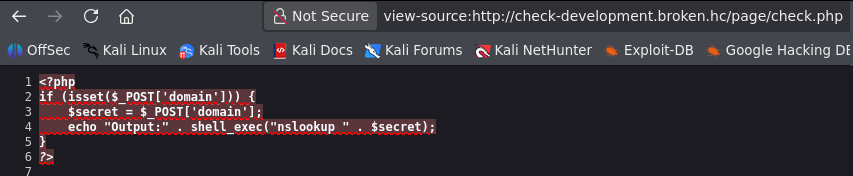 Not Secure view-source:http://check-development.broken.hc/page/check.php
OffSec Kali Linux Kali Tools Kali Docs Kali Forums Kali NetHunter Exploit-DB Google Hacking DB
1 <?php
2 if (isset($_POST['domain'])) {
3     $secret = $_POST['domain'];
4     echo "Output:" . shell_exec("nslookup " . $secret);
5 }
6 ?>
7